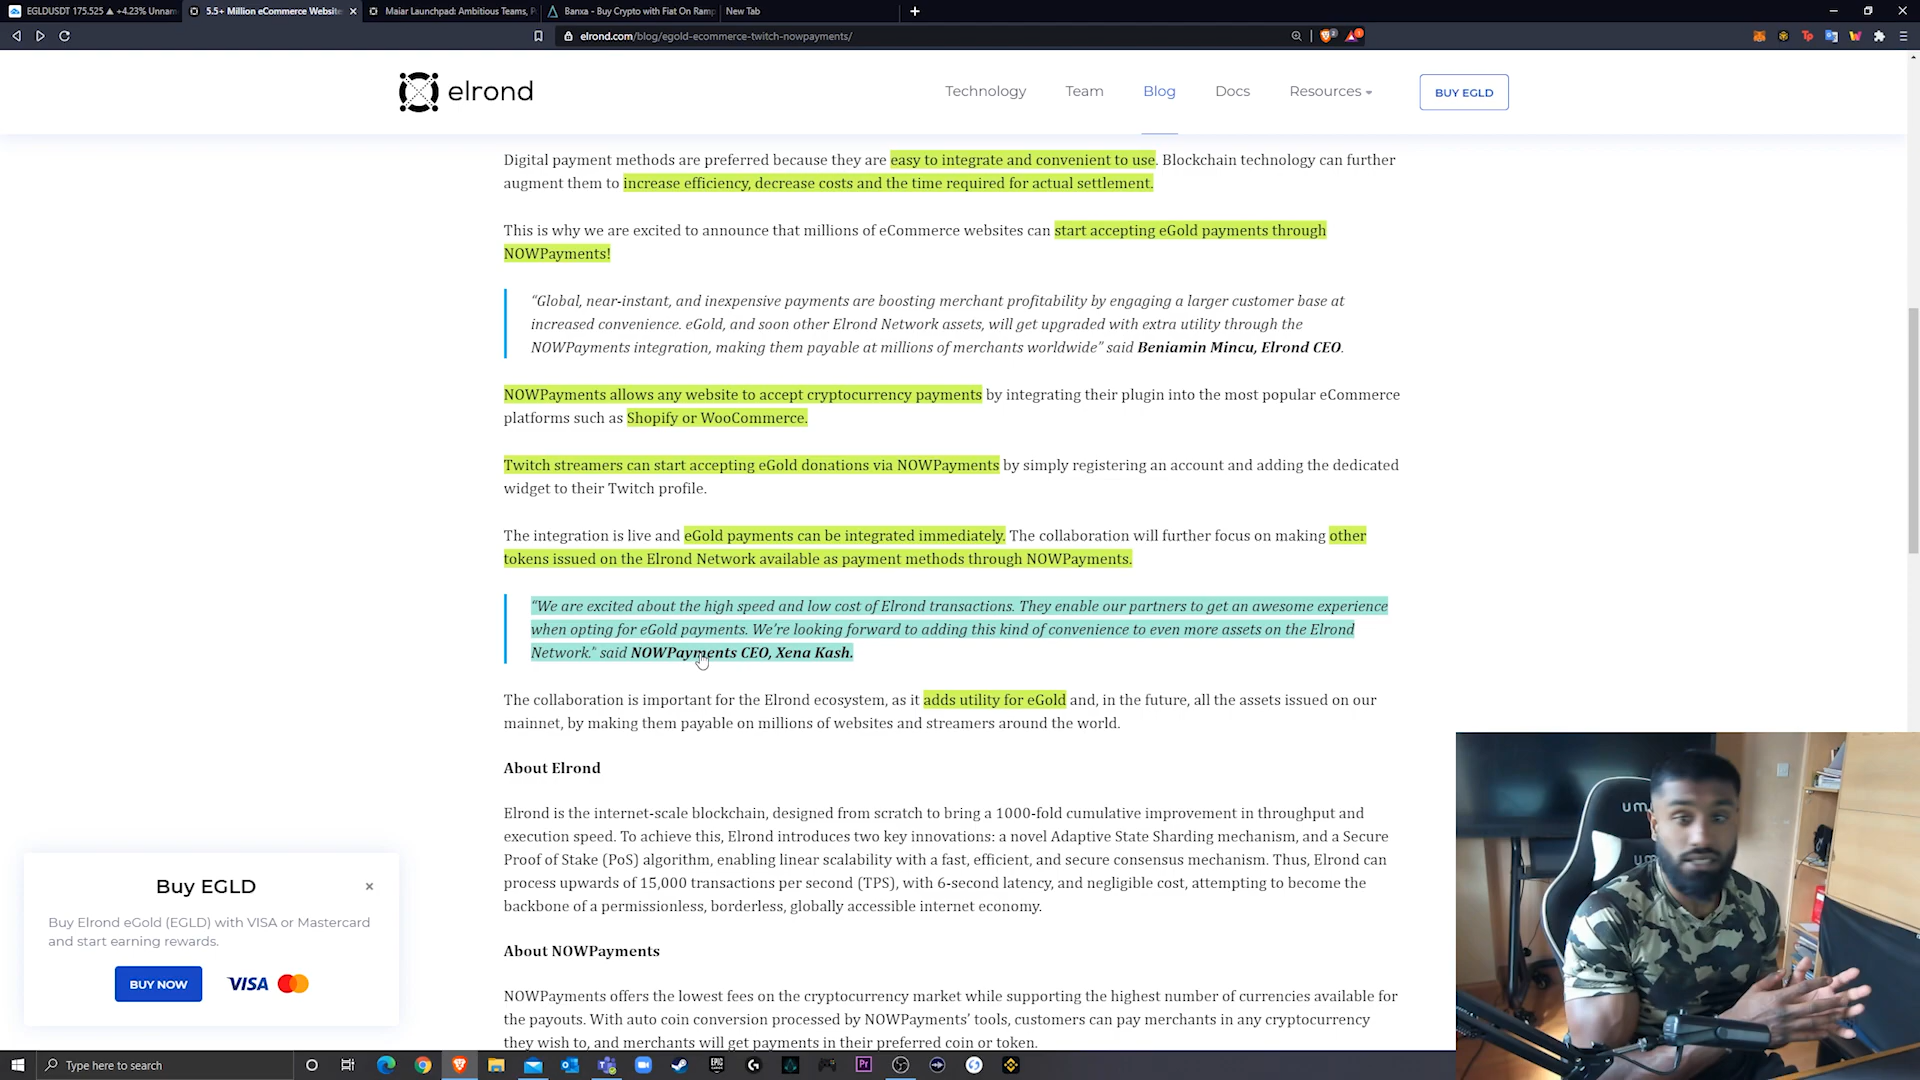 EGLDUSDT 175.525 ▲ +4.23% Unnam
5.5+ Million eCommerce Website
Maiar Launchpad: Ambitious Teams, P
Banxa - Buy Crypto with Fiat On Ramp
New Tab
elrond.com/blog/egold-ecommerce-twitch-nowpayments/
elrond
Technology
Team
Blog
Docs
Resources
BUY EGLD
Digital payment methods are preferred because they are easy to integrate and convenient to use. Blockchain technology can further
augment them to increase efficiency, decrease costs and the time required for actual settlement.
This is why we are excited to announce that millions of eCommerce websites can start accepting eGold payments through
NOWPayments!
"Global, near-instant, and inexpensive payments are boosting merchant profitability by engaging a larger customer base at
increased convenience. eGold, and soon other Elrond Network assets, will get upgraded with extra utility through the
NOWPayments integration, making them payable at millions of merchants worldwide" said Beniamin Mincu, Elrond CEO.
NOWPayments allows any website to accept cryptocurrency payments by integrating their plugin into the most popular eCommerce
platforms such as Shopify or WooCommerce.
Twitch streamers can start accepting eGold donations via NOWPayments by simply registering an account and adding the dedicated
widget to their Twitch profile.
The integration is live and eGold payments can be integrated immediately. The collaboration will further focus on making other
tokens issued on the Elrond Network available as payment methods through NOWPayments.
"We are excited about the high speed and low cost of Elrond transactions. They enable our partners to get an awesome experience
when opting for eGold payments. We're looking forward to adding this kind of convenience to even more assets on the Elrond
Network." said NOWPayments CEO, Xena Kash.
The collaboration is important for the Elrond ecosystem, as it adds utility for eGold and, in the future, all the assets issued on our
mainnet, by making them payable on millions of websites and streamers around the world.
About Elrond
Elrond is the internet-scale blockchain, designed from scratch to bring a 1000-fold cumulative improvement in throughput and
execution speed. To achieve this, Elrond introduces two key innovations: a novel Adaptive State Sharding mechanism, and a Secure
Proof of Stake (PoS) algorithm, enabling linear scalability with a fast, efficient, and secure consensus mechanism. Thus, Elrond can
process upwards of 15,000 transactions per second (TPS), with 6-second latency, and negligible cost, attempting to become the
backbone of a permissionless, borderless, globally accessible internet economy.
About NOWPayments
NOWPayments offers the lowest fees on the cryptocurrency market while supporting the highest number of currencies available for
the payouts. With auto coin conversion processed by NOWPayments' tools, customers can pay merchants in any cryptocurrency
they wish to, and merchants will get payments in their preferred coin or token.
Buy EGLD
Buy Elrond eGold (EGLD) with VISA or Mastercard
and start earning rewards.
BUY NOW
VISA
Type here to search